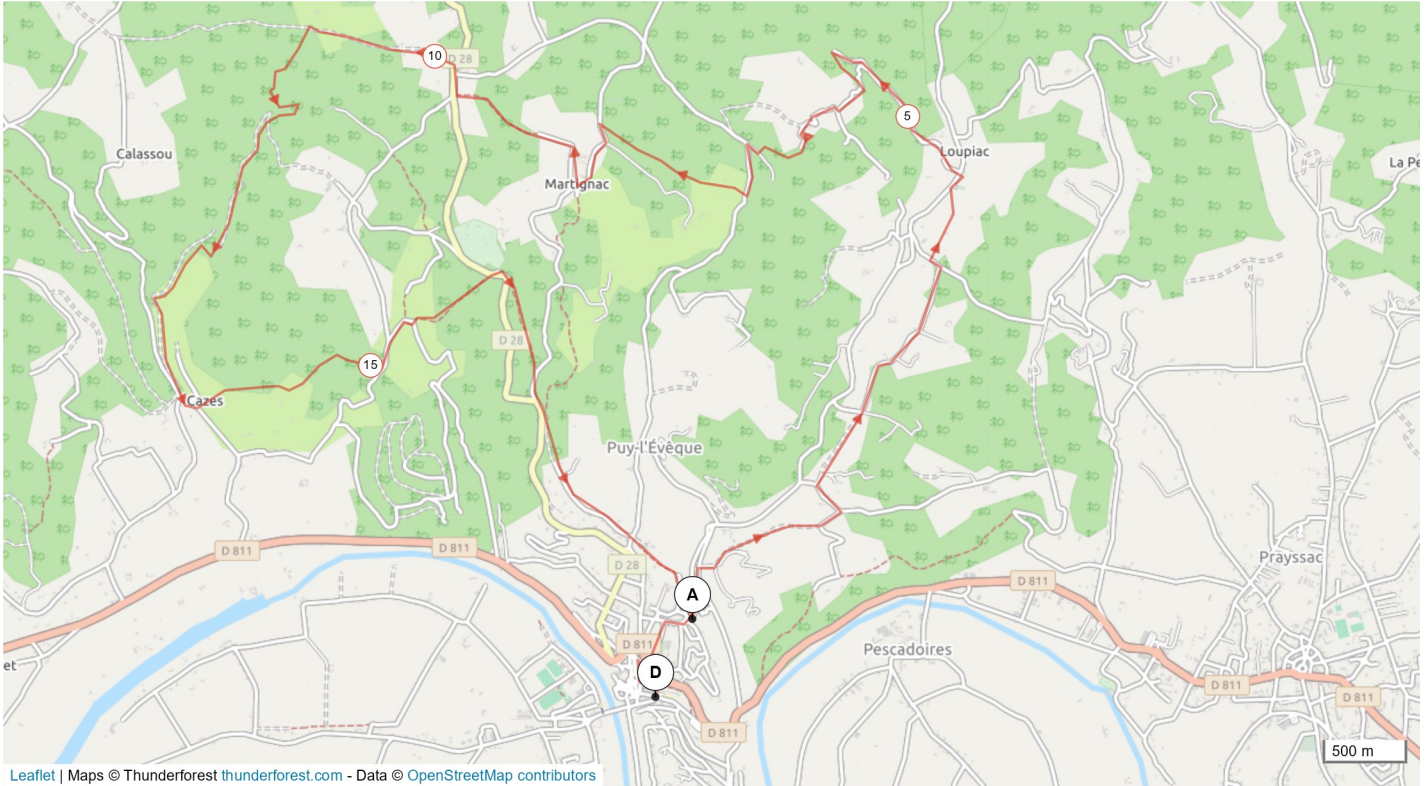 10
D 28
5
Calassou
Loupiac
La Pe
Martignac
D 28
15
Cazes
Puy-l'Évêque
D 811
D 811
D 28
Prayssac
D 811
A
D 811
Pescadoires
et
D
D 811
D 811
D 811
500 m
Leaflet | Maps © Thunderforest thunderforest.com - Data © OpenStreetMap contributors